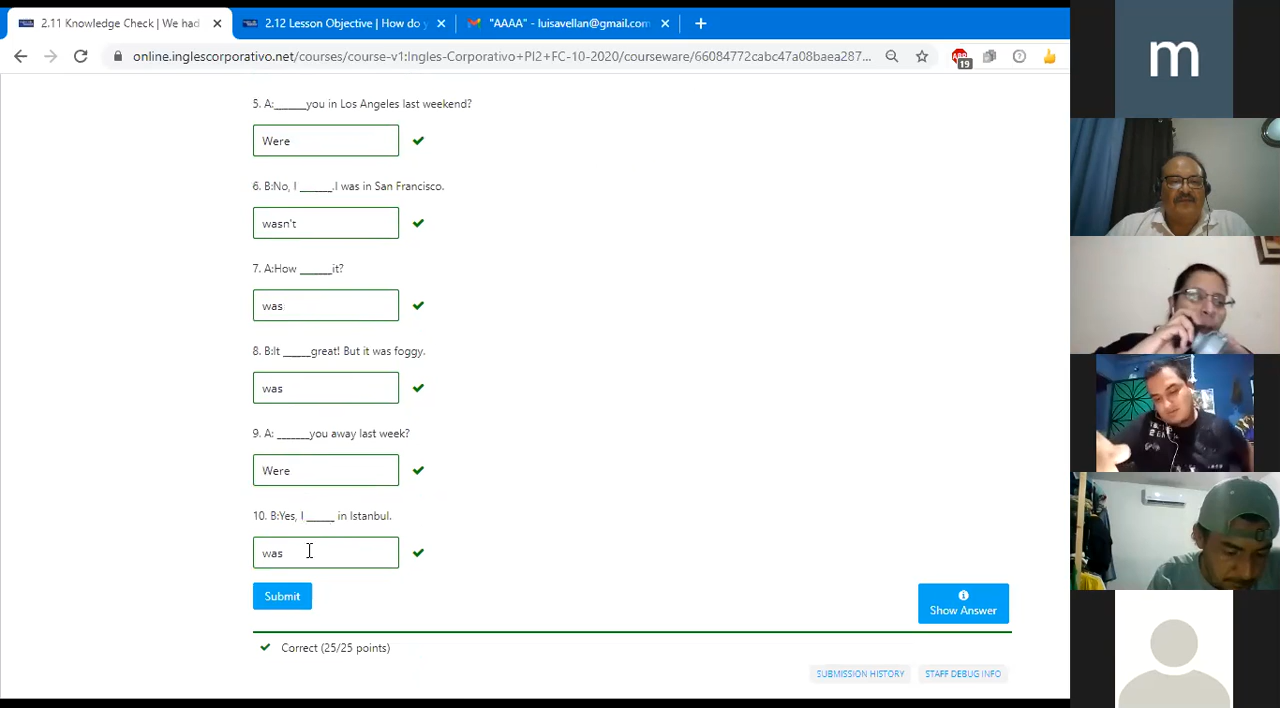 2.11 Knowledge Check | We had
2.12 Lesson Objective | How do y
"AAAA" - luisavellan@gmail.com
online.inglescorporativo.net/courses/course-v1:Ingles-Corporativo+PI2+FC-10-2020/courseware/66084772cabc47a08baea287...
19
5. A:______you in Los Angeles last weekend?
Were
6. B:No, I ______.I was in San Francisco.
wasn't
7. A:How ______it?
was
8. B:It _____great! But it was foggy.
was
9. A: ______you away last week?
Were
10. B:Yes, I _____ in Istanbul.
was
Submit
Show Answer
Correct (25/25 points)
SUBMISSION HISTORY
STAFF DEBUG INFO
m